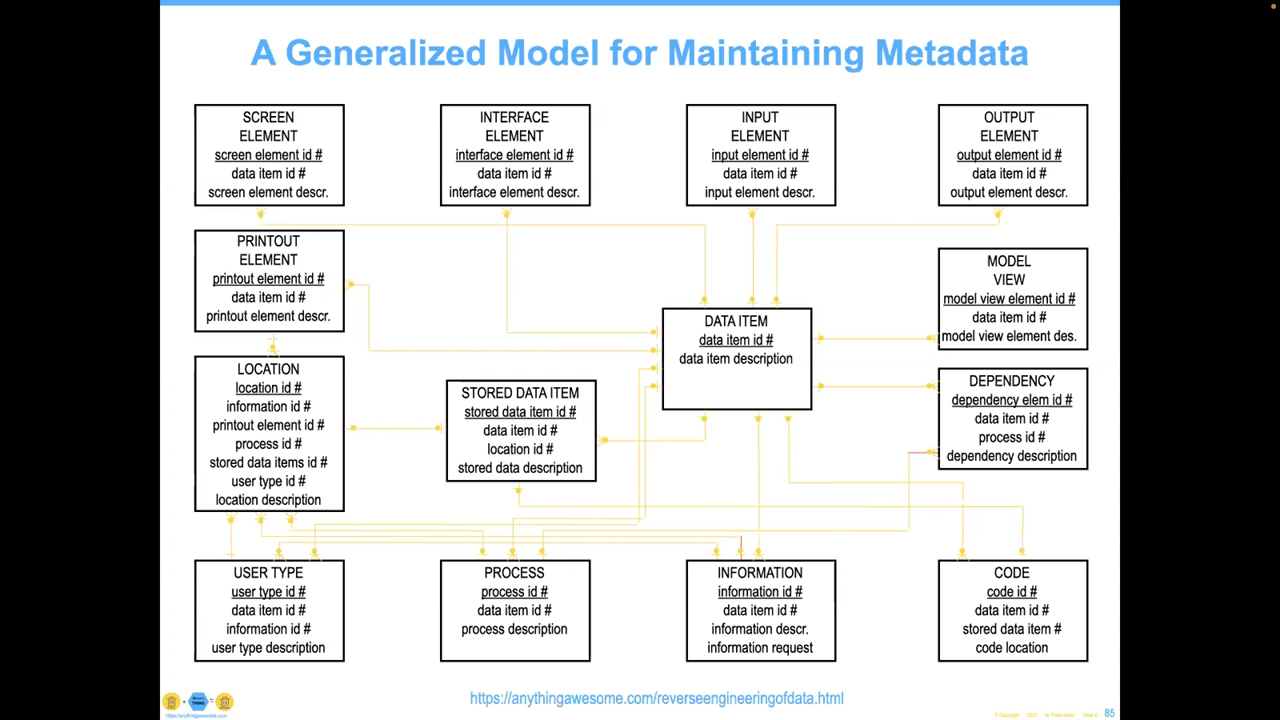 A Generalized Model for Maintaining Metadata
SCREEN
ELEMENT
screen element id #
data item id #
screen element descr.
INTERFACE
ELEMENT
interface element id #
data item id #
interface element descr.
INPUT
ELEMENT
input element id #
data item id #
input element descr.
OUTPUT
ELEMENT
output element id #
data item id #
output element descr.
PRINTOUT
ELEMENT
printout element id #
data item id #
printout element descr.
MODEL
VIEW
model view element id #
data item id #
model view element des.
DATA ITEM
data item id #
data item description
LOCATION
location id #
information id #
printout element id #
process id #
stored data items id #
user type id #
location description
STORED DATA ITEM
stored data item id #
data item id #
location id #
stored data description
DEPENDENCY
dependency elem id #
data item id #
process id #
dependency description
USER TYPE
user type id #
data item id #
information id #
user type description
PROCESS
process id #
data item id #
process description
INFORMATION
information id #
data item id #
information descr.
information request
CODE
code id #
data item id #
stored data item #
code location
https://anythingawesome.com/reverseengineeringofdata.html
https://anythingawesome.com/
© Copyright
Slide #
85